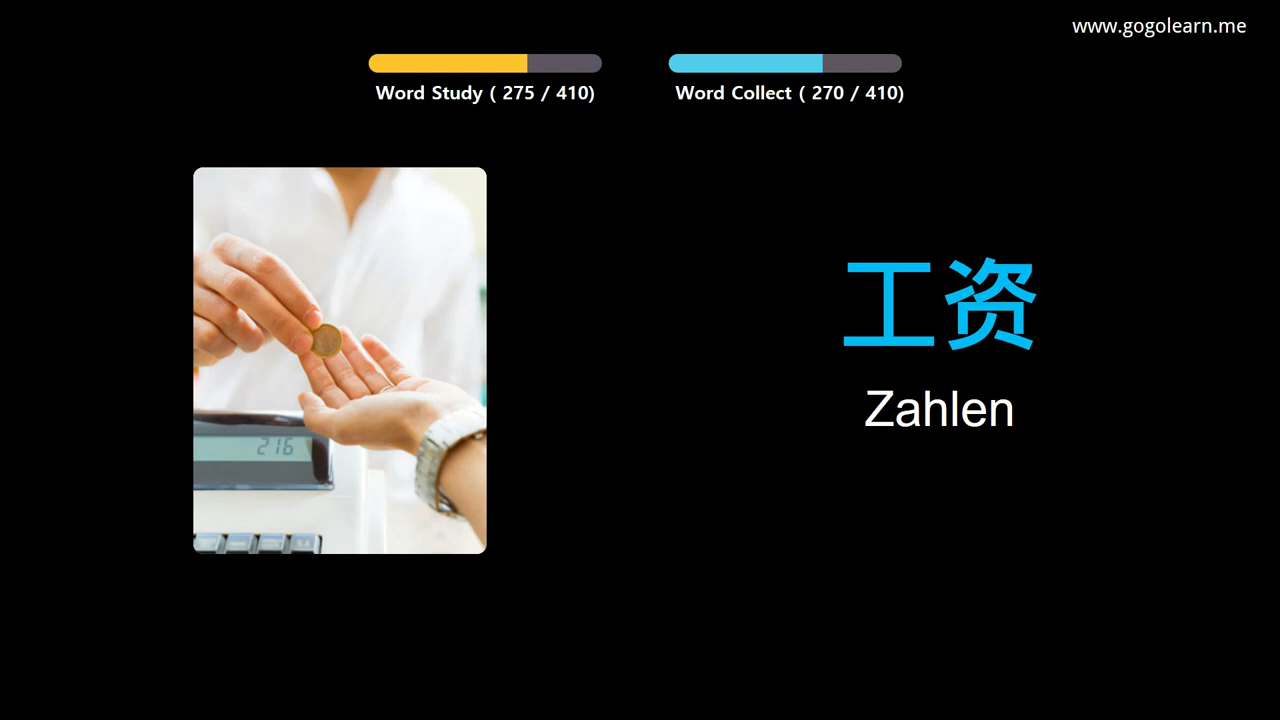 www.gogolearn.me
Word Study ( 275 / 410)
Word Collect ( 270 / 410)
工资
Zahlen
216